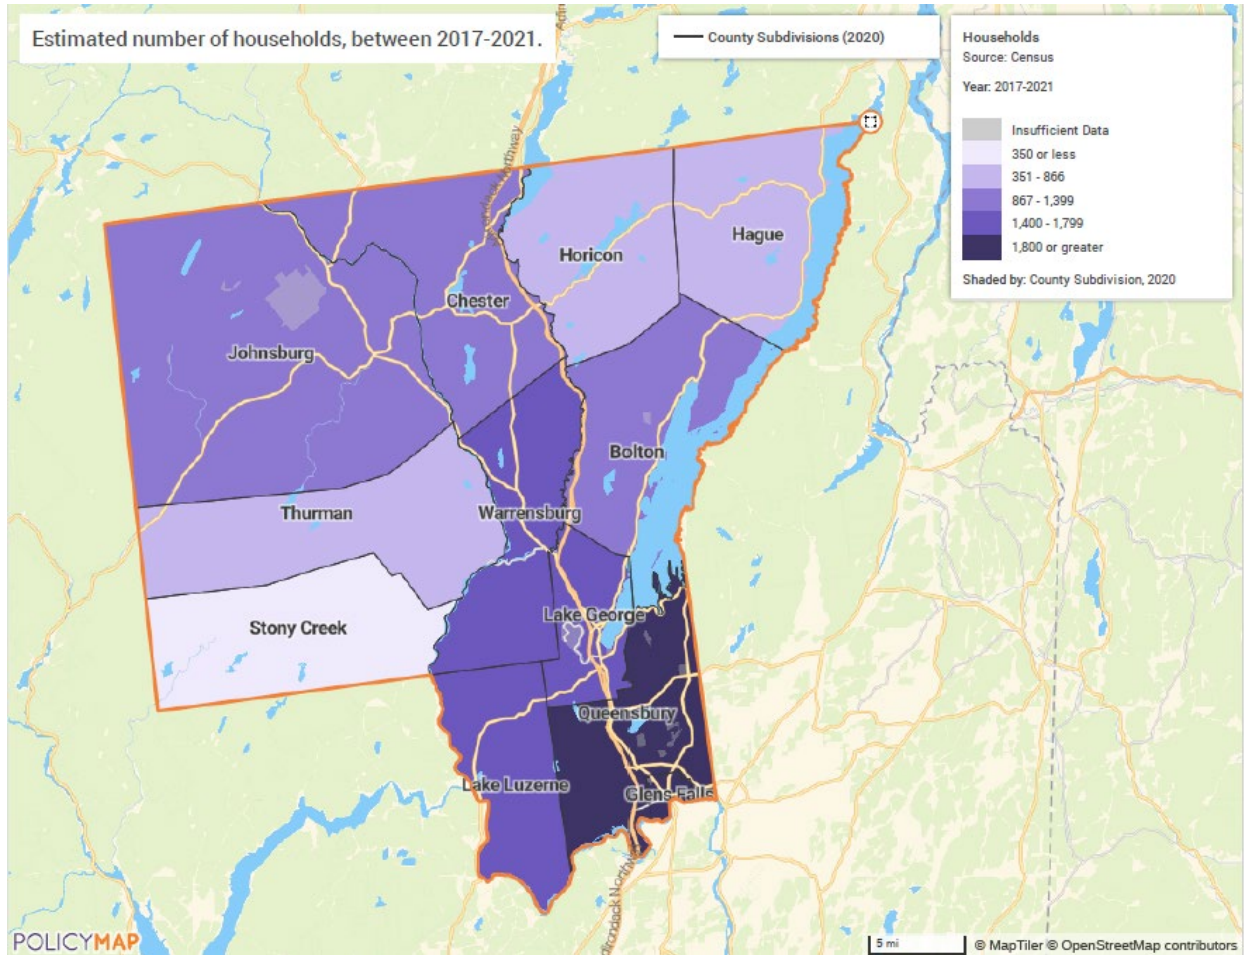 Estimated number of households, between 2017-2021.
County Subdivisions (2020)
Households
Source: Census
Year: 2017-2021
Insufficient Data
350 or less
351 - 866
867 - 1,399
1,400 - 1,799
1,800 or greater
Shaded by: County Subdivision, 2020
Northway
Hague
Horicon
Chester
Johnsburg
Bolton
Thurman
Warrensburg
Lake George
Stony Creek
Queensbury
Lake Luzerne
Glens Falls
POLICYMAP
5 mi
© MapTiler © OpenStreetMap contributors